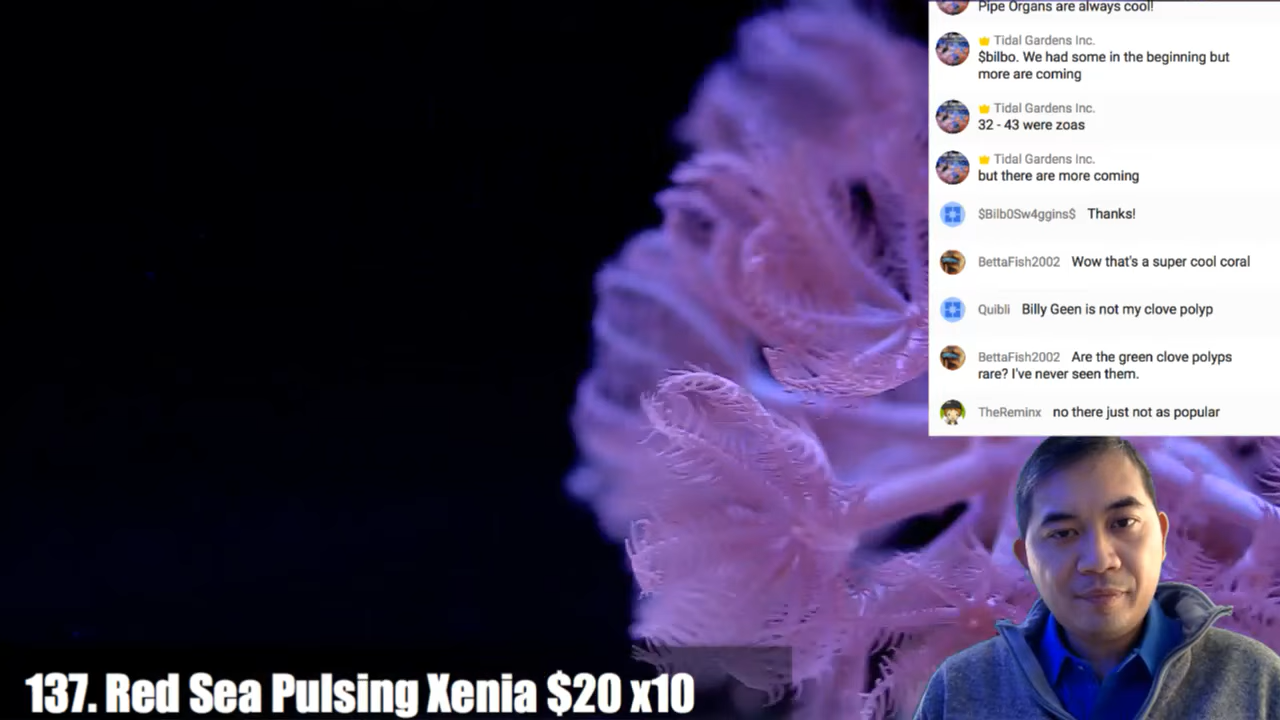 Pipe Organs are always cool!
Tidal Gardens Inc.
$bilbo. We had some in the beginning but
more are coming
Tidal Gardens Inc.
32 - 43 were zoas
Tidal Gardens Inc.
but there are more coming
$Bilb0Sw4ggins$ Thanks!
BettaFish2002 Wow that's a super cool coral
Quibli Billy Geen is not my clove polyp
BettaFish2002 Are the green clove polyps
rare? I've never seen them.
TheReminx no there just not as popular
137. Red Sea Pulsing Xenia $20 x10